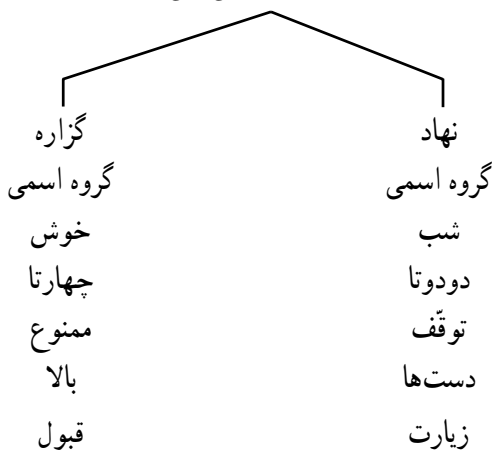 نهاد گزاره
گروه اسمی گروه اسمی
شب خوش
دودوتا چهارتا
توقّف ممنوع
دست‌ها بالا
زیارت قبول